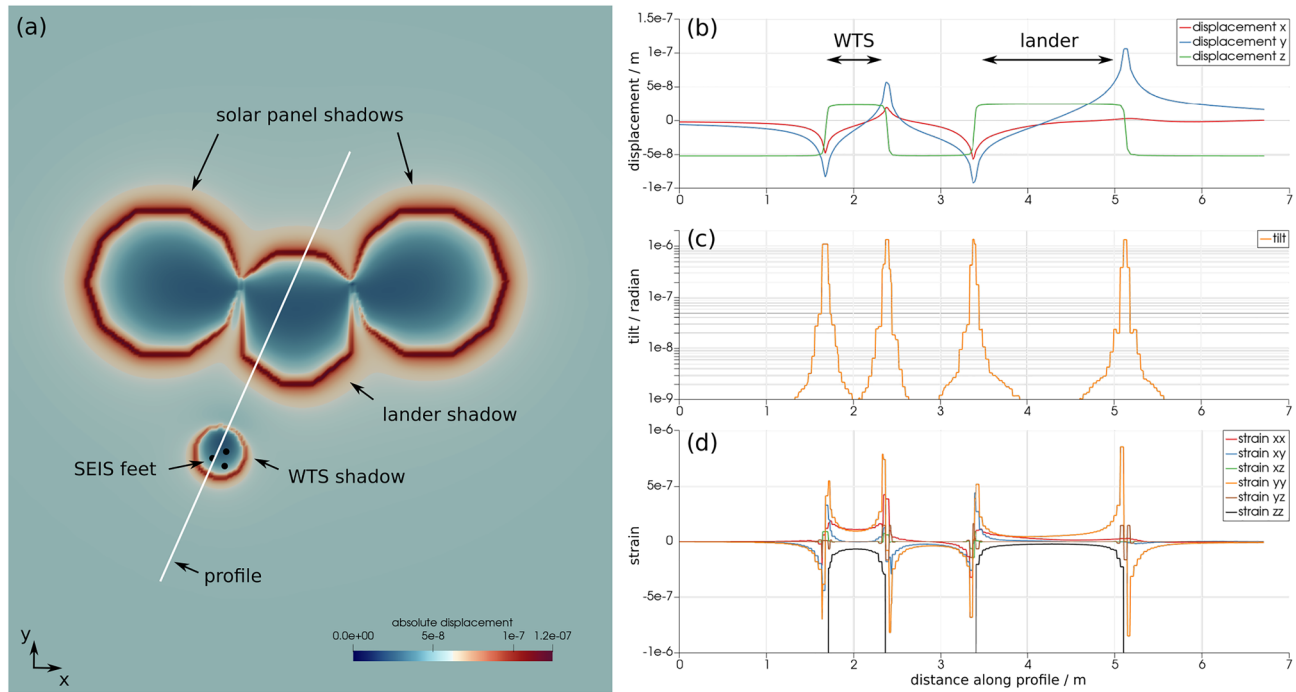 (a)
solar panel shadows
lander shadow
SEIS feet
WTS shadow
profile
y
x
absolute displacement
0.0e+00 5e-8 1e-7 1.2e-07
(b)
WTS
lander
displacement x
displacement y
displacement z
displacement / m
1.5e-7
1e-7
5e-8
0
-5e-8
-1e-7
0 1 2 3 4 5 6 7
(c)
tilt
tilt / radian
1e-6
1e-7
1e-8
1e-9
0 1 2 3 4 5 6 7
(d)
strain xx
strain xy
strain xz
strain yy
strain yz
strain zz
strain
1e-6
5e-7
0
-5e-7
-1e-6
0 1 2 3 4 5 6 7
distance along profile / m